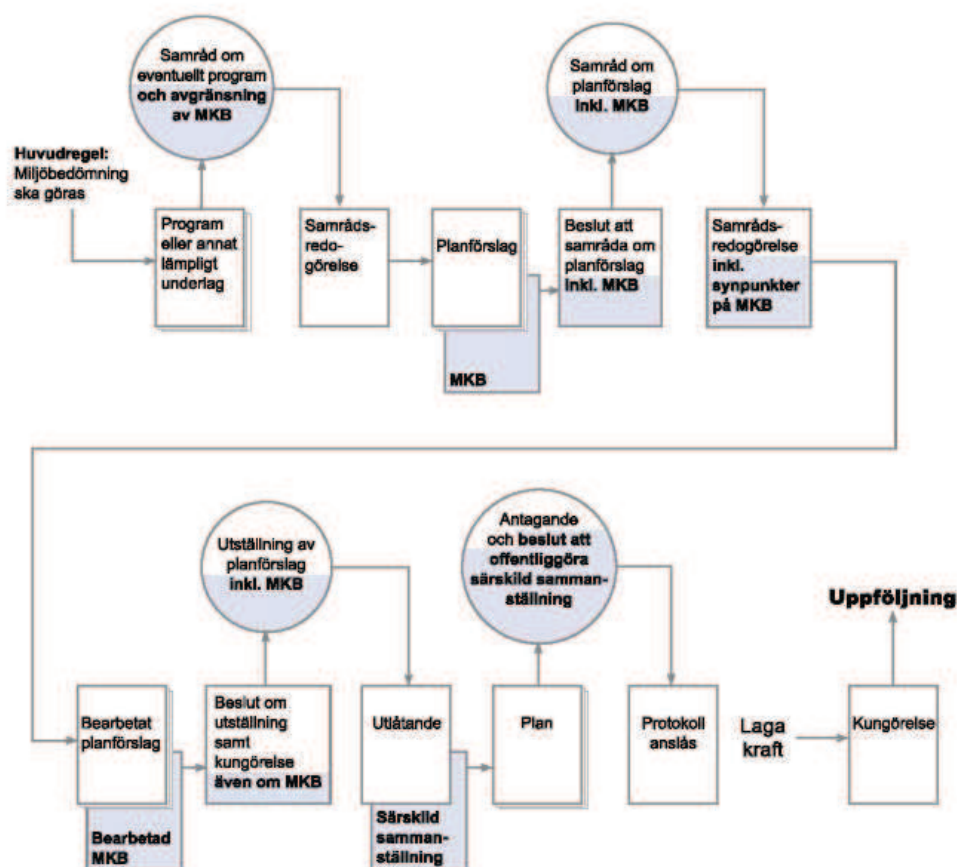 Samråd om
eventuellt program
och avgränsning
av MKB
Samråd om
planförslag
inkl. MKB
Huvudregel:
Miljöbedömning
ska göras
Program
eller annat
lämpligt
underlag
Samråds-
redo-
görelse
Planförslag
MKB
Beslut att
samråda om
planförslag
inkl. MKB
Samråds-
redogörelse
inkl.
synpunkter
på MKB
Utställning av
planförslag
inkl. MKB
Antagande
och beslut att
offentliggöra
särskild samman-
ställning
Uppföljning
Bearbetat
planförslag
Bearbetad
MKB
Beslut om
utställning
samt
kungörelse
även om MKB
Utlåtande
Särskild
samman-
ställning
Plan
Protokoll
anslås
Laga
kraft
Kungörelse